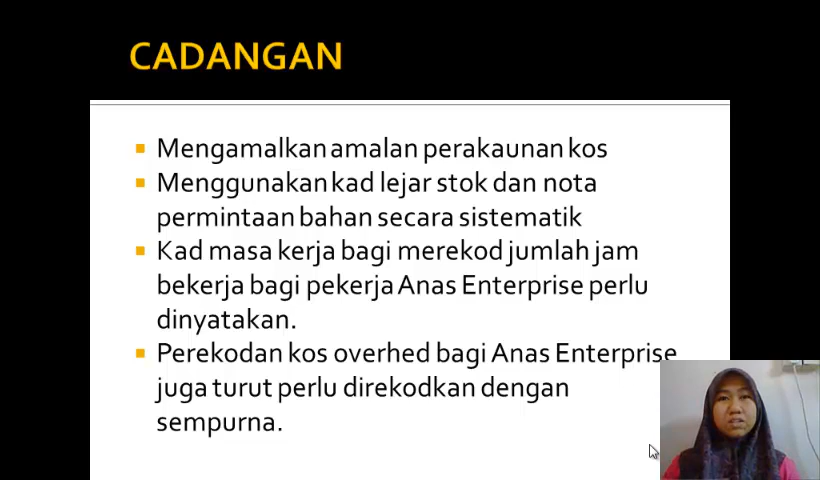 CADANGAN
Mengamalkan amalan perakaunan kos
Menggunakan kad lejar stok dan nota
permintaan bahan secara sistematik
Kad masa kerja bagi merekod jumlah jam
bekerja bagi pekerja Anas Enterprise perlu
dinyatakan.
Perekodan kos overhed bagi Anas Enterprise
juga turut perlu direkodkan dengan
sempurna.